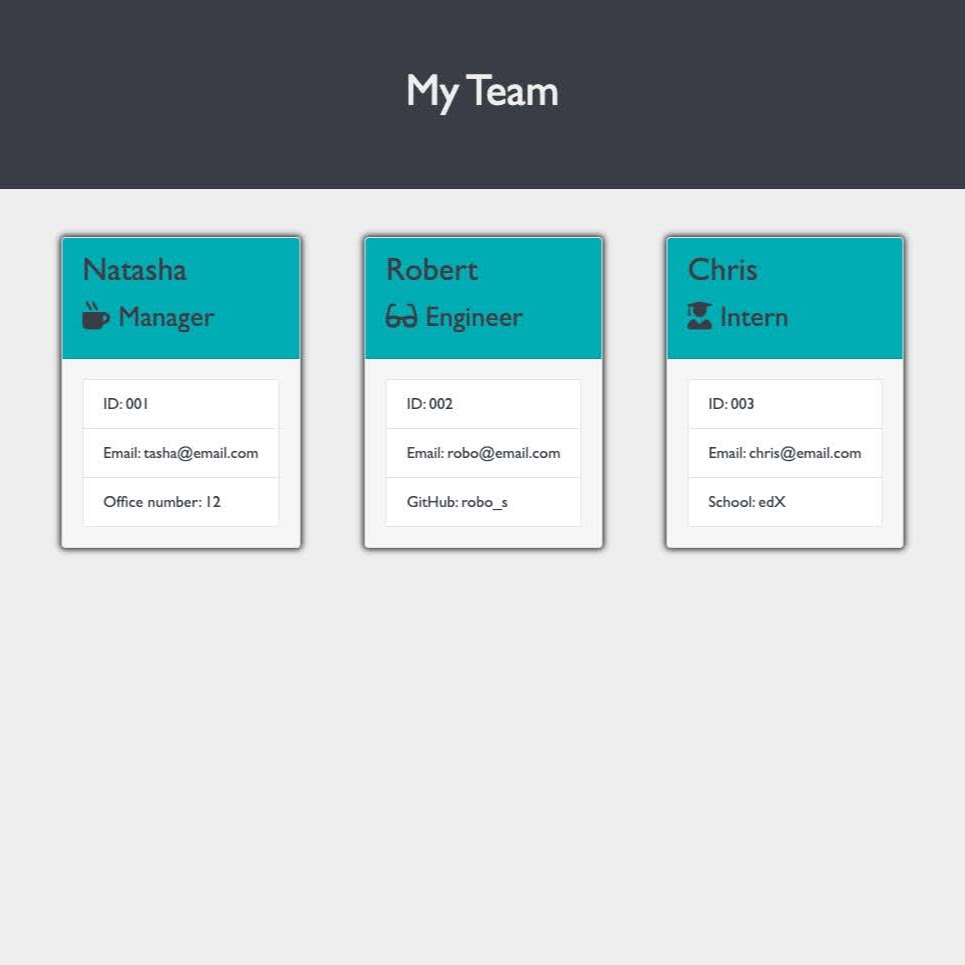 My Team
Natasha
Manager
ID: 001
Email: tasha@email.com
Office number: 12
Robert
Engineer
ID: 002
Email: robo@email.com
GitHub: robo_s
Chris
Intern
ID: 003
Email: chris@email.com
School: edX